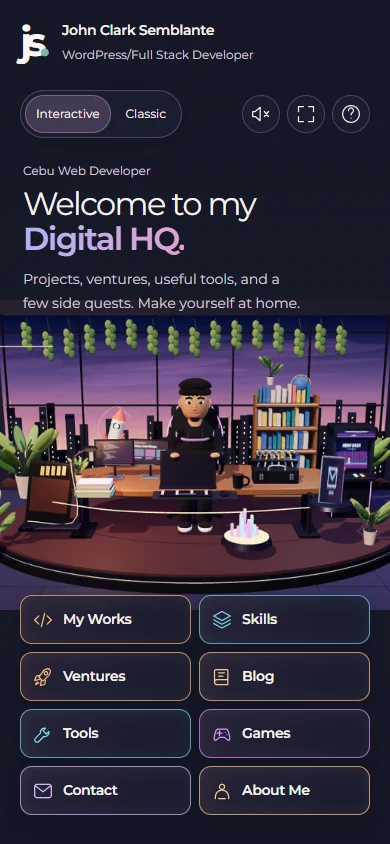 js
John Clark Semblante
WordPress/Full Stack Developer
Interactive
Classic
Cebu Web Developer
Welcome to my
Digital HQ.
Projects, ventures, useful tools, and a
few side quests. Make yourself at home.
My Works
Skills
Ventures
Blog
Tools
Games
Contact
About Me